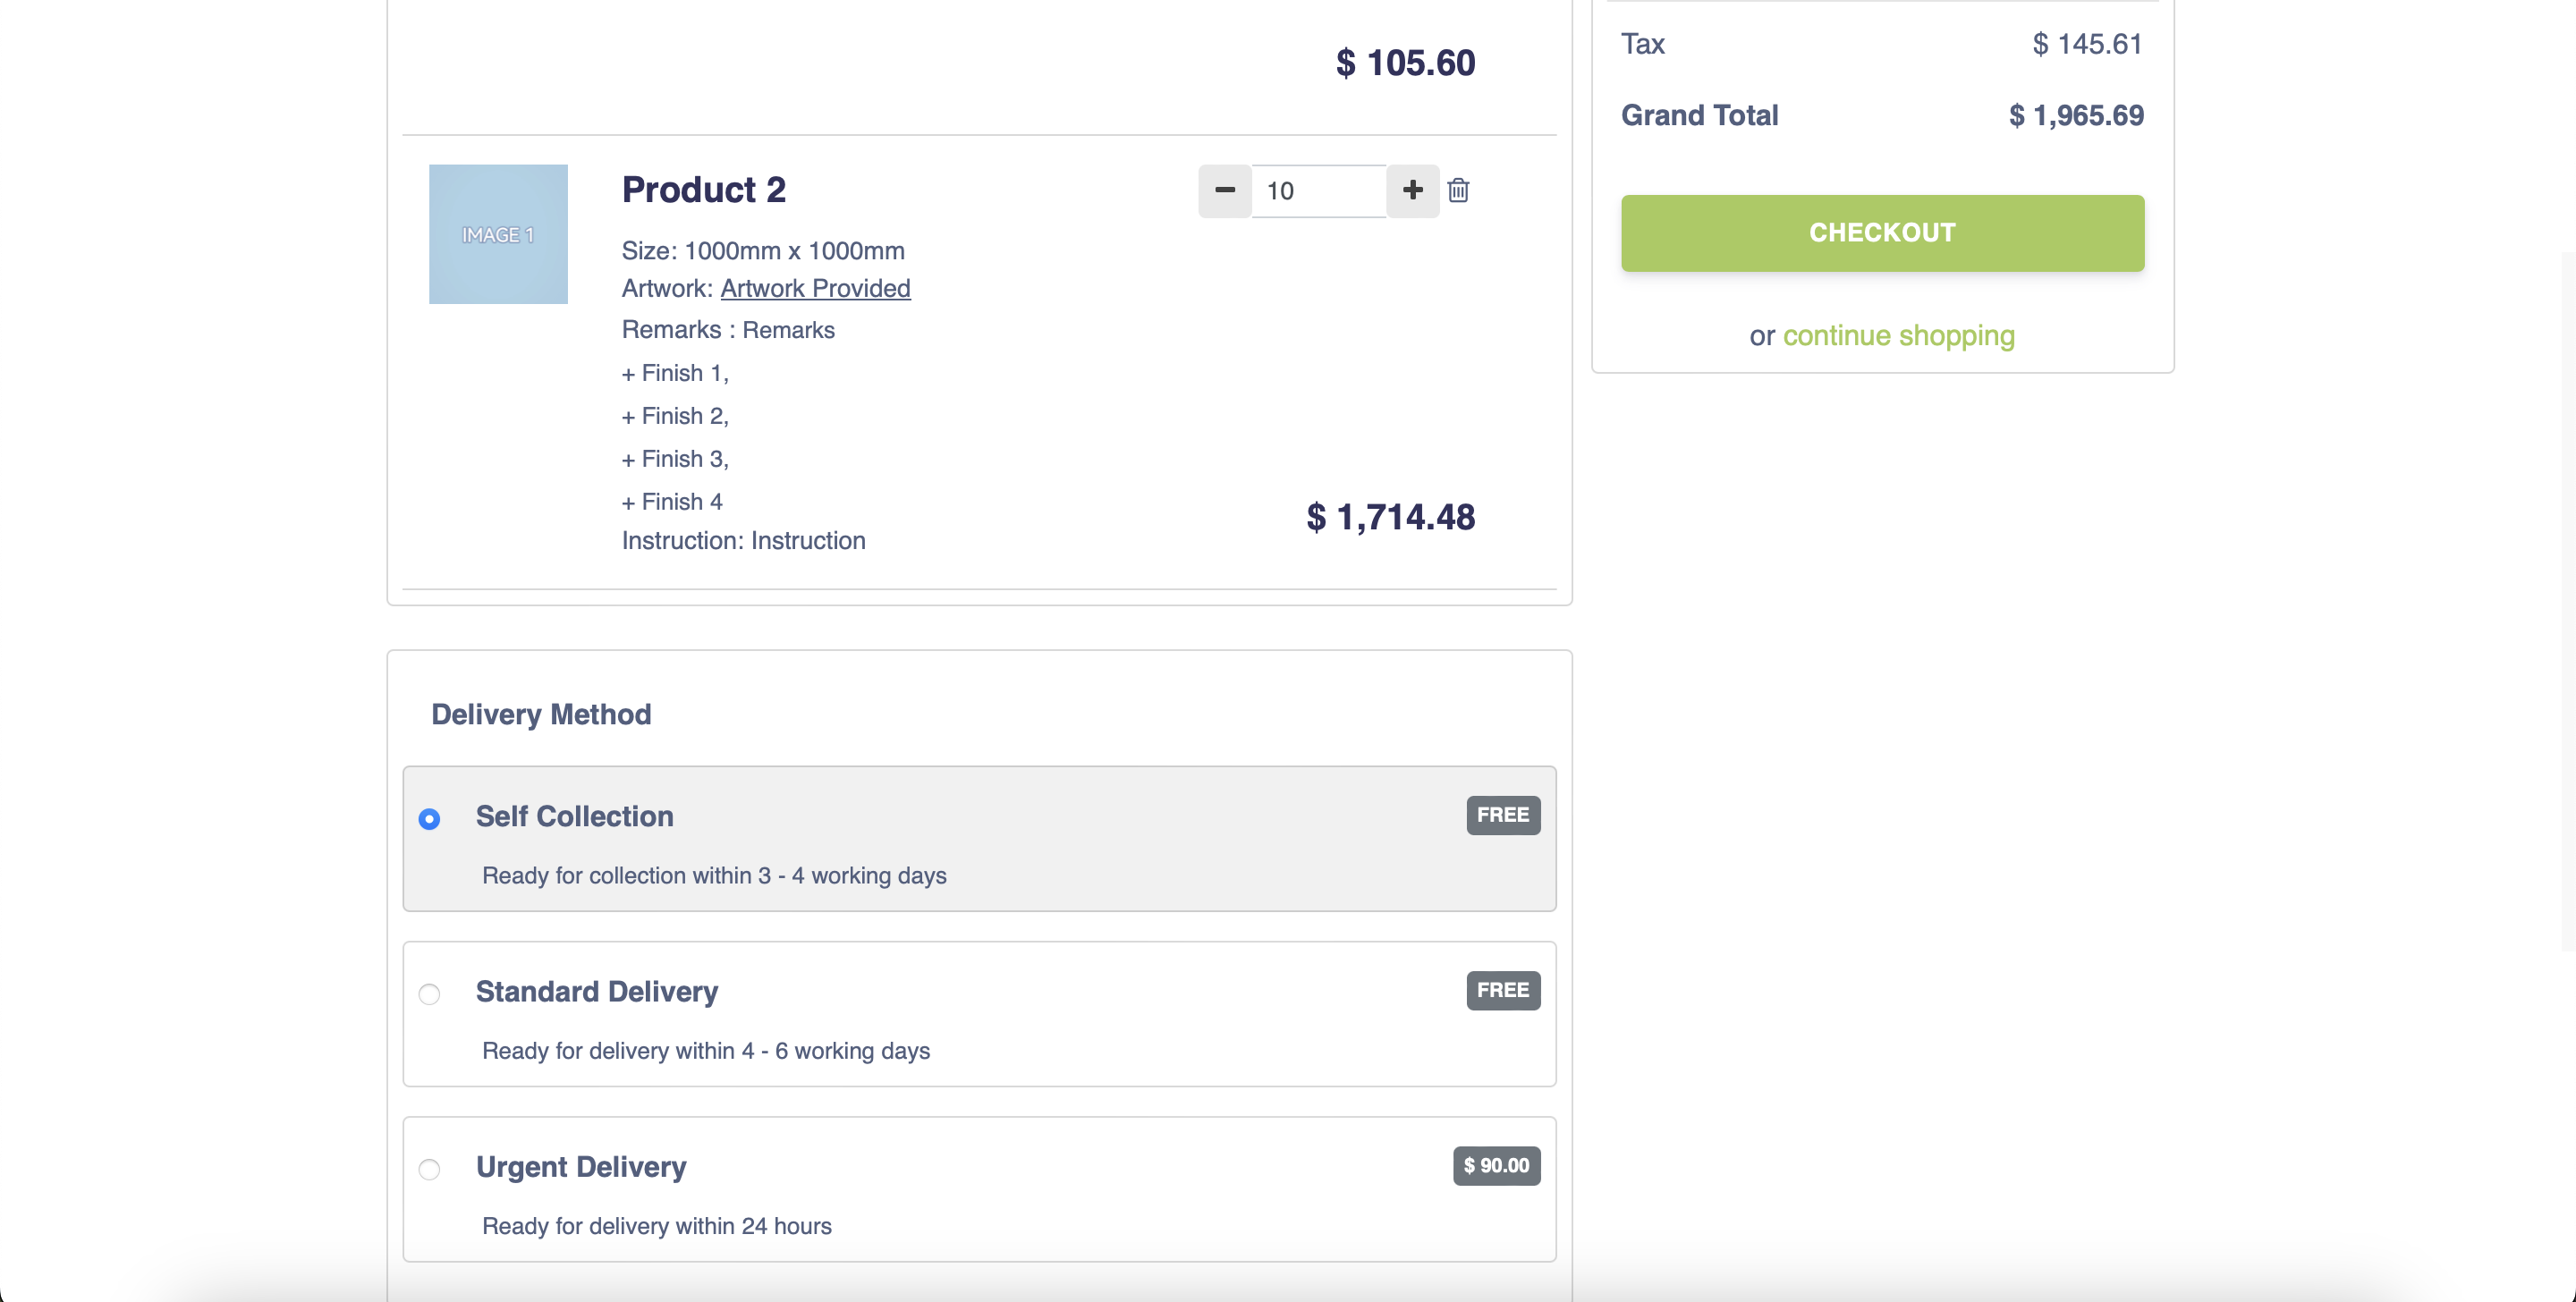 $ 105.60
Product 2
− 10 +
IMAGE 1
Size: 1000mm x 1000mm
Artwork: Artwork Provided
Remarks : Remarks
+ Finish 1,
+ Finish 2,
+ Finish 3,
+ Finish 4
$ 1,714.48
Instruction: Instruction
Tax $ 145.61
Grand Total $ 1,965.69
CHECKOUT
or continue shopping
Delivery Method
Self Collection FREE
Ready for collection within 3 - 4 working days
Standard Delivery FREE
Ready for delivery within 4 - 6 working days
Urgent Delivery $ 90.00
Ready for delivery within 24 hours